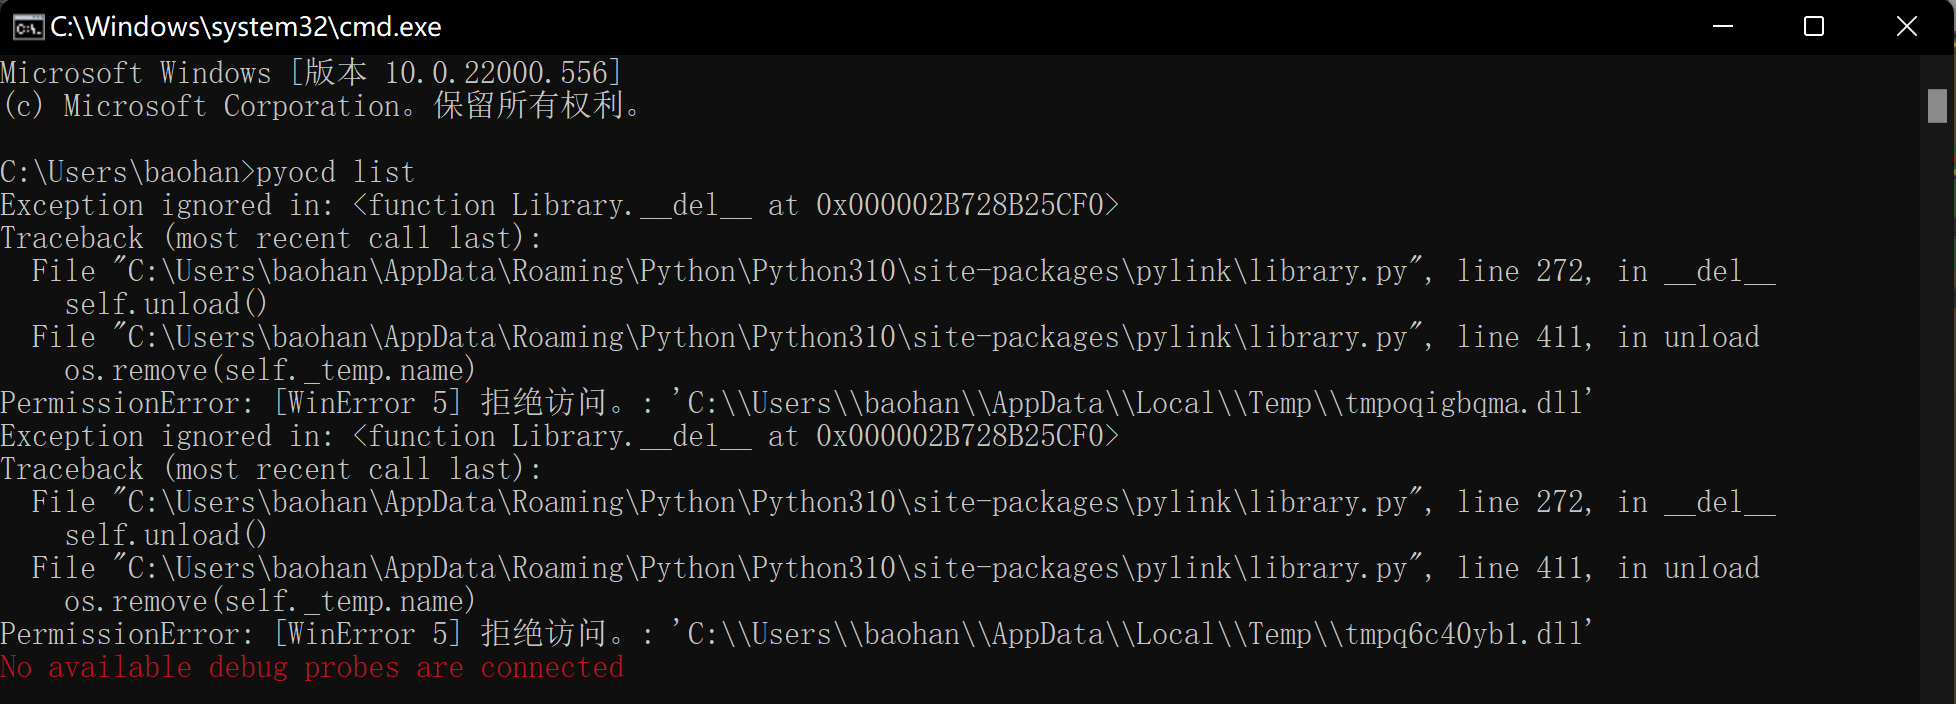 C:\Windows\system32\cmd.exe
Microsoft Windows [版本 10.0.22000.556]
(c) Microsoft Corporation。保留所有权利。
C:\Users\baohan>pyocd list
Exception ignored in: <function Library.__del__ at 0x000002B728B25CF0>
Traceback (most recent call last):
  File "C:\Users\baohan\AppData\Roaming\Python\Python310\site-packages\pylink\library.py", line 272, in __del__
    self.unload()
  File "C:\Users\baohan\AppData\Roaming\Python\Python310\site-packages\pylink\library.py", line 411, in unload
    os.remove(self._temp.name)
PermissionError: [WinError 5] 拒绝访问。: 'C:\\Users\\baohan\\AppData\\Local\\Temp\\tmpoqigbqma.dll'
Exception ignored in: <function Library.__del__ at 0x000002B728B25CF0>
Traceback (most recent call last):
  File "C:\Users\baohan\AppData\Roaming\Python\Python310\site-packages\pylink\library.py", line 272, in __del__
    self.unload()
  File "C:\Users\baohan\AppData\Roaming\Python\Python310\site-packages\pylink\library.py", line 411, in unload
    os.remove(self._temp.name)
PermissionError: [WinError 5] 拒绝访问。: 'C:\\Users\\baohan\\AppData\\Local\\Temp\\tmpq6c40yb1.dll'
No available debug probes are connected